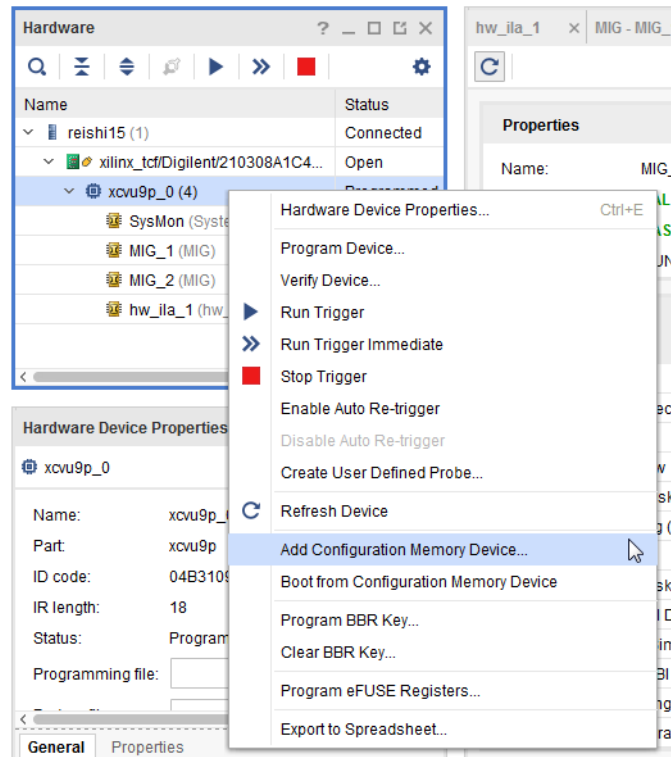 Hardware
Name Status
reishi15 (1) Connected
xilinx_tcf/Digilent/210308A1C4... Open
xcvu9p_0 (4) Programmed
SysMon
MIG_1 (MIG)
MIG_2 (MIG)
hw_ila_1
Hardware Device Properties
xcvu9p_0
Name:
Part: xcvu9p
ID code:
IR length: 18
Status:
Programming file:
General Properties
Hardware Device Properties... Ctrl+E
Program Device...
Verify Device...
Run Trigger
Run Trigger Immediate
Stop Trigger
Enable Auto Re-trigger
Disable Auto Re-trigger
Create User Defined Probe...
Refresh Device
Add Configuration Memory Device...
Boot from Configuration Memory Device
Program BBR Key...
Clear BBR Key...
Program eFUSE Registers...
Export to Spreadsheet...
hw_ila_1 MIG - MIG_
Properties
Name: MIG_